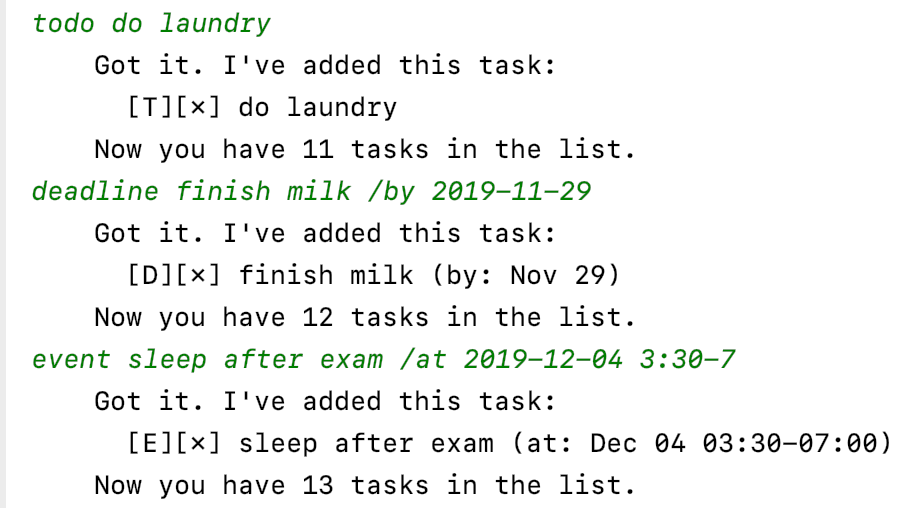 todo do laundry
Got it. I've added this task:
[T][×] do laundry
Now you have 11 tasks in the list.
deadline finish milk /by 2019-11-29
Got it. I've added this task:
[D][×] finish milk (by: Nov 29)
Now you have 12 tasks in the list.
event sleep after exam /at 2019-12-04 3:30-7
Got it. I've added this task:
[E][×] sleep after exam (at: Dec 04 03:30-07:00)
Now you have 13 tasks in the list.